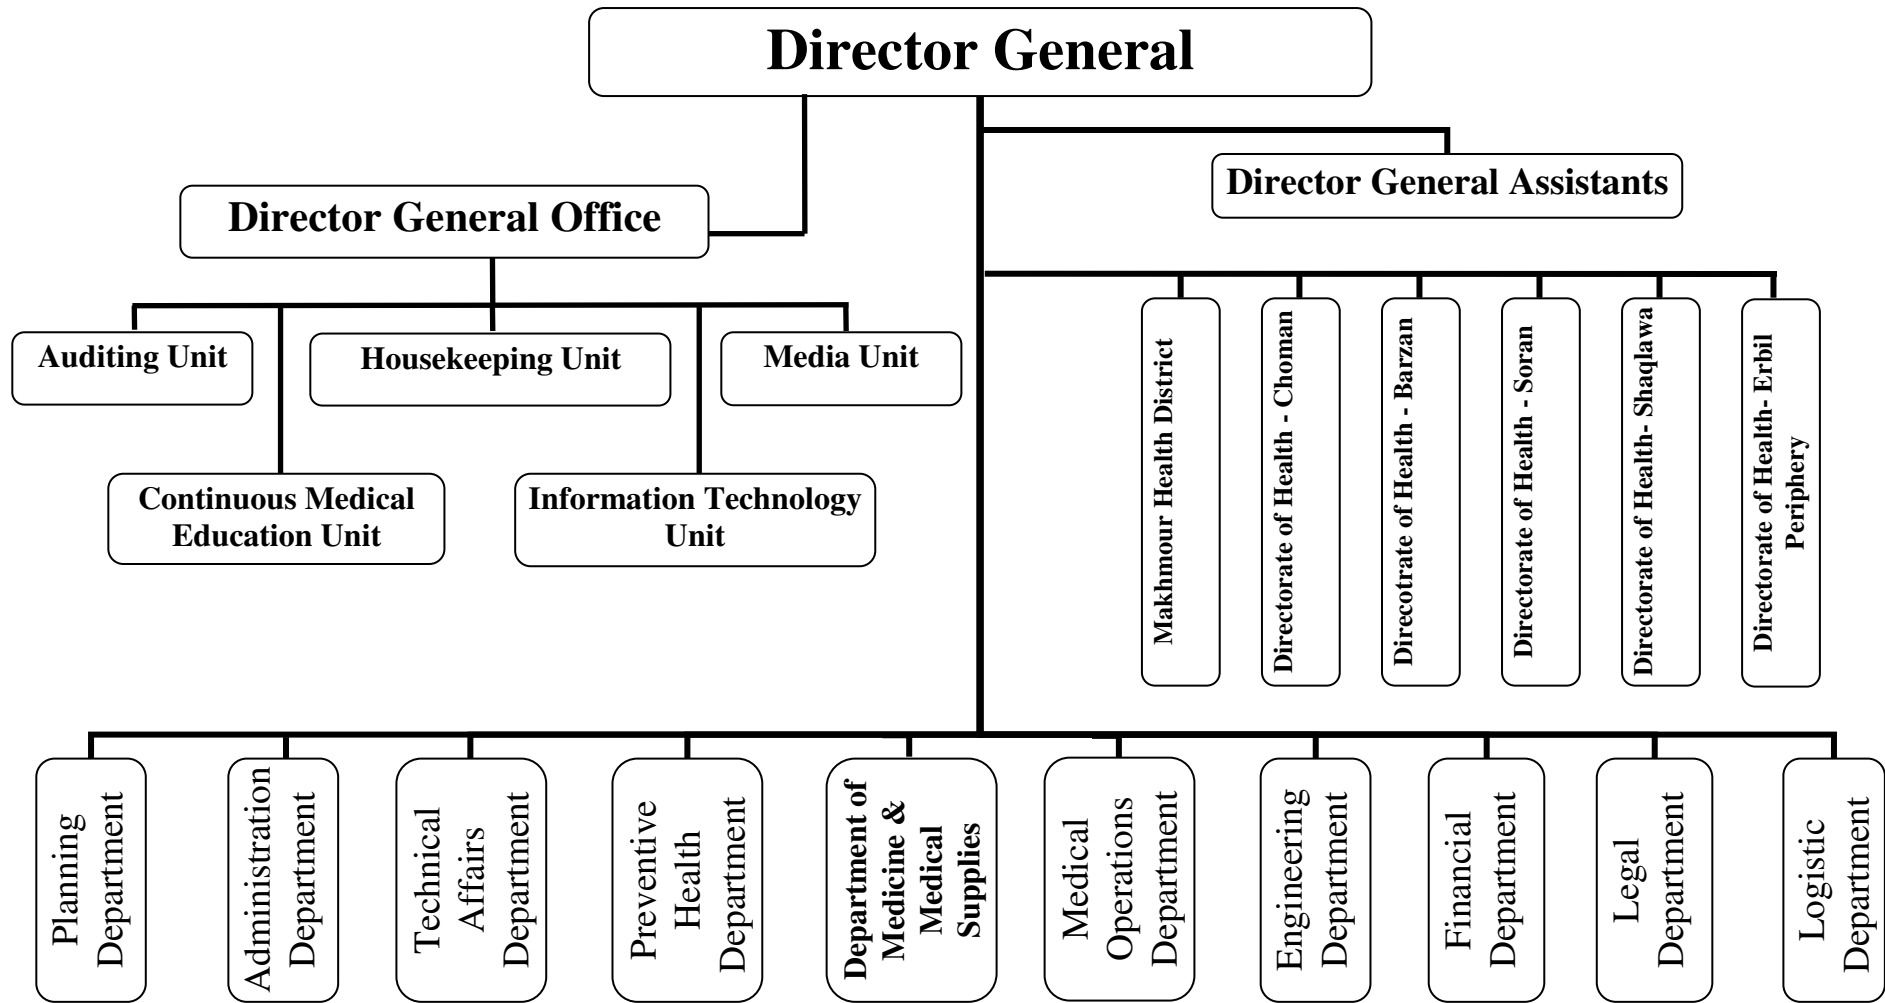 Director General
Director General Assistants
Director General Office
Auditing Unit
Housekeeping Unit
Media Unit
Continuous Medical
Education Unit
Information Technology
Unit
Makhmour Health District
Directorate of Health - Choman
Direcotrate of Health - Barzan
Directorate of Health - Soran
Directorate of Health- Shaqlawa
Directorate of Health- Erbil
Periphery
Planning
Department
Administration
Department
Technical
Affairs
Department
Preventive
Health
Department
Department of
Medicine &
Medical
Supplies
Medical
Operations
Department
Engineering
Department
Financial
Department
Legal
Department
Logistic
Department